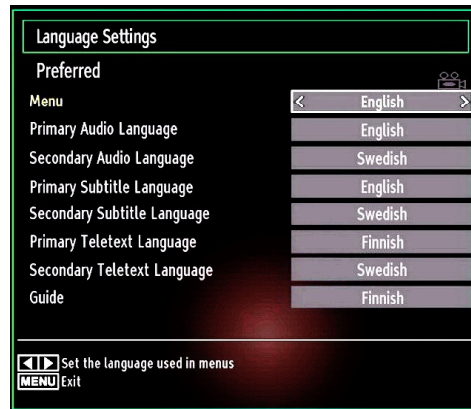 Language Settings
Preferred
Menu < English >
Primary Audio Language English
Secondary Audio Language Swedish
Primary Subtitle Language English
Secondary Subtitle Language Swedish
Primary Teletext Language Finnish
Secondary Teletext Language Swedish
Guide Finnish
Set the language used in menus
MENU Exit